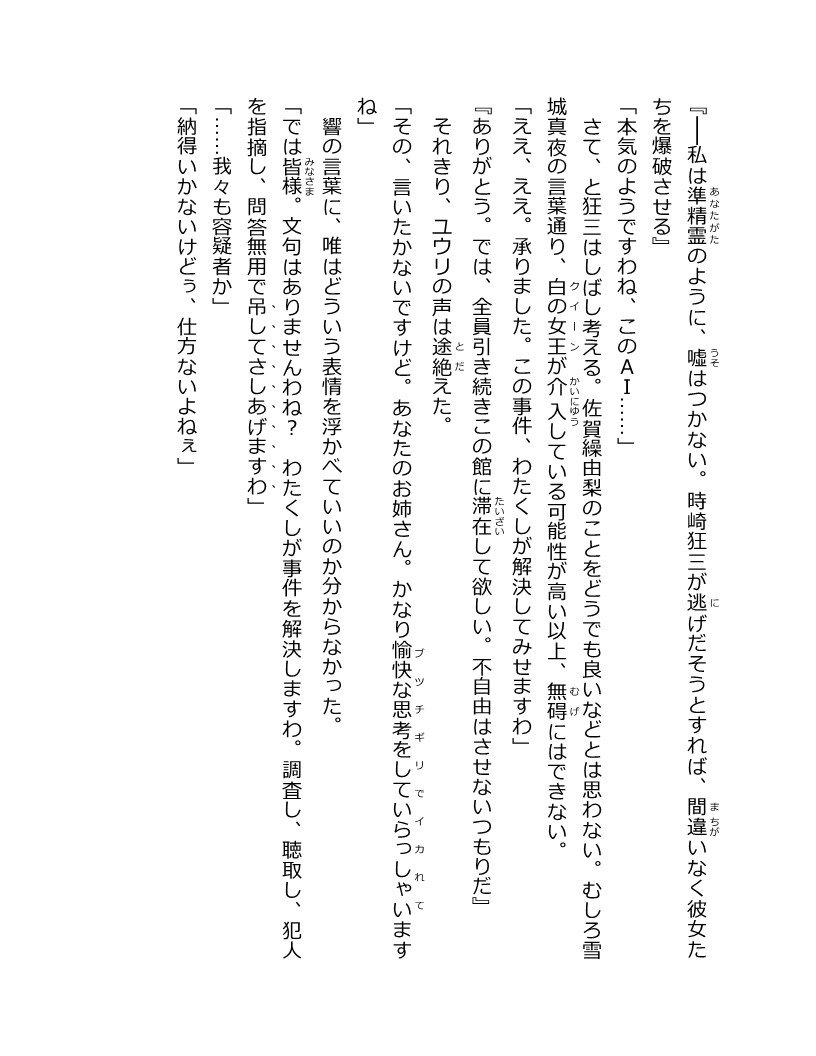 『――私は準精霊のように、嘘はつかない。時崎狂三が逃げだそうとすれば、間違いなく彼女た
ちを爆破させる』
「本気のようですわね、このＡＩ……」
　さて、と狂三はしばし考える。佐賀繰由梨のことをどうでも良いなどとは思わない。むしろ雪
城真夜の言葉通り、白の女王が介入している可能性が高い以上、無碍にはできない。
「ええ、ええ。承りました。この事件、わたくしが解決してみせますわ」
『ありがとう。では、全員引き続きこの館に滞在して欲しい。不自由はさせないつもりだ』
　それきり、ユウリの声は途絶えた。
「その、言いたかないですけど。あなたのお姉さん。かなり愉快な思考をしていらっしゃいます
ね」
　響の言葉に、唯はどういう表情を浮かべていいのか分からなかった。
「では皆様。文句はありませんわね？　わたくしが事件を解決しますわ。調査し、聴取し、犯人
を指摘し、問答無用で吊してさしあげますわ」
「……我々も容疑者か」
「納得いかないけどぅ、仕方ないよねぇ」